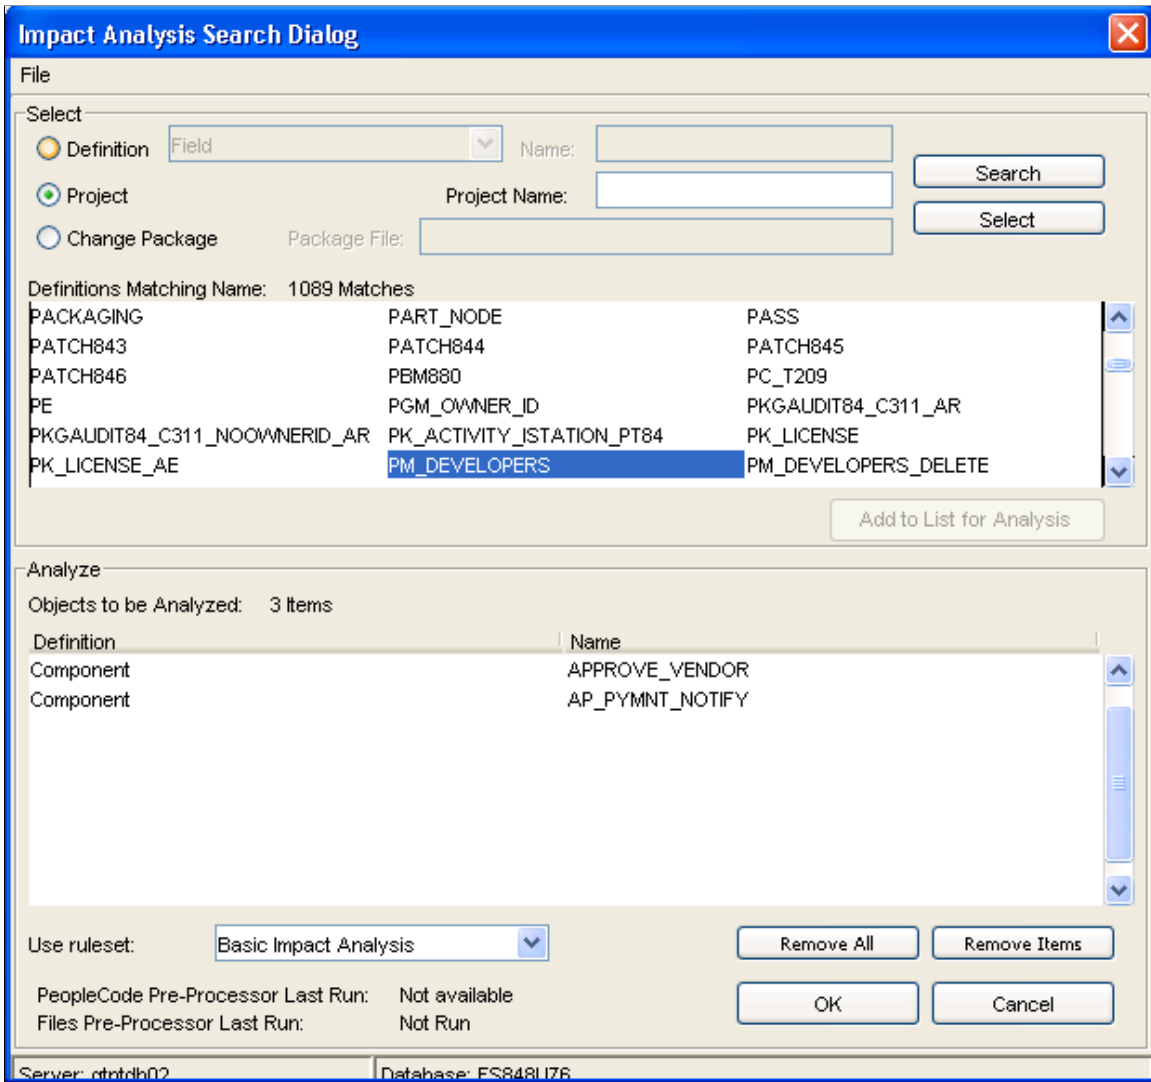 Impact Analysis Search Dialog
File
Select
Definition Field Name:
Search
Project Project Name:
Select
Change Package Package File:
Definitions Matching Name: 1089 Matches
PACKAGING PART_NODE PASS
PATCH843 PATCH844 PATCH845
PATCH846 PBM880 PC_T209
PE PGM_OWNER_ID PKGAUDIT84_C311_AR
PKGAUDIT84_C311_NOOWNERID_AR PK_ACTIVITY_ISTATION_PT84 PK_LICENSE
PK_LICENSE_AE PM_DEVELOPERS PM_DEVELOPERS_DELETE
Add to List for Analysis
Analyze
Objects to be Analyzed: 3 Items
Definition Name
Component APPROVE_VENDOR
Component AP_PYMNT_NOTIFY
Use ruleset: Basic Impact Analysis Remove All Remove Items
PeopleCode Pre-Processor Last Run: Not available
Files Pre-Processor Last Run: Not Run
OK Cancel
Server: Database: